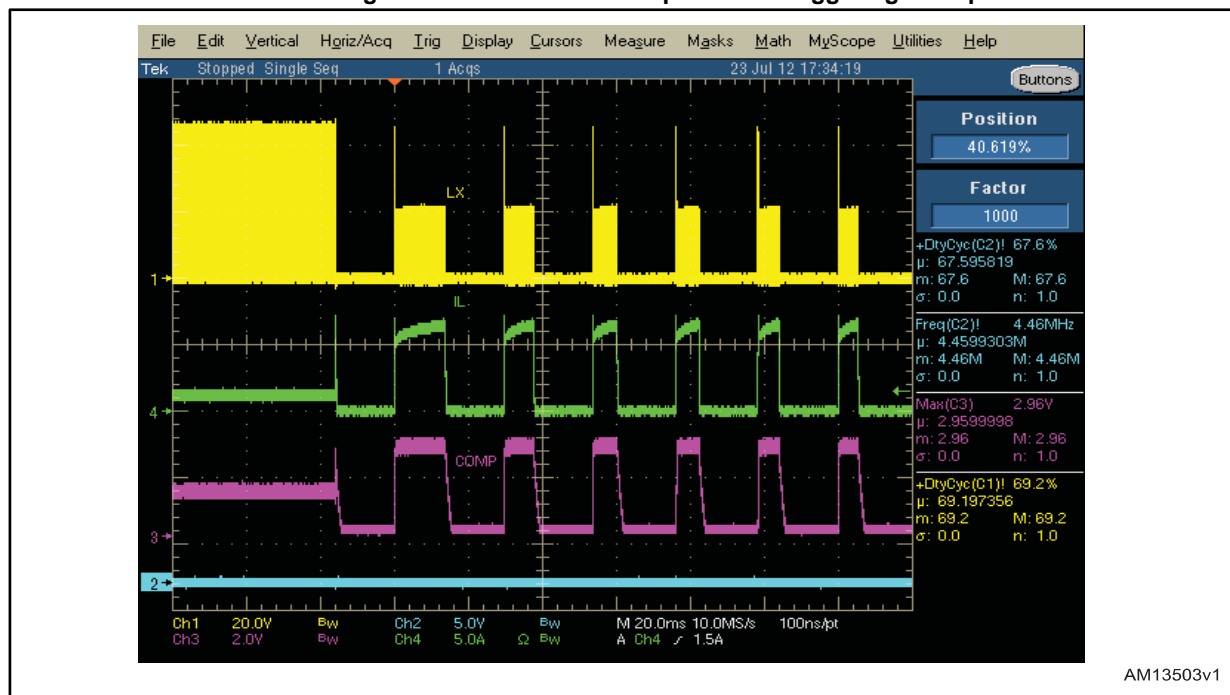 File Edit Vertical Horiz/Acq Trig Display Cursors Measure Masks Math MyScope Utilities Help
Tek Stopped Single Seq 1 Acqs 23 Jul 12 17:34:19
Buttons
Position
40.619%
Factor
1000
LX
1
IL
4
COMP
3
2
+DtyCyc(C2)! 67.6%
µ: 67.595819
m: 67.6 M: 67.6
σ: 0.0 n: 1.0
Freq(C2)! 4.46MHz
µ: 4.4599303M
m: 4.46M M: 4.46M
σ: 0.0 n: 1.0
Max(C3) 2.96V
µ: 2.9599998
m: 2.96 M: 2.96
σ: 0.0 n: 1.0
+DtyCyc(C1)! 69.2%
µ: 69.197356
m: 69.2 M: 69.2
σ: 0.0 n: 1.0
Ch1 20.0V Bw Ch2 5.0V Bw M 20.0ms 10.0MS/s 100ns/pt
Ch3 2.0V Bw Ch4 5.0A Ω Bw A Ch4 1.5A
AM13503v1